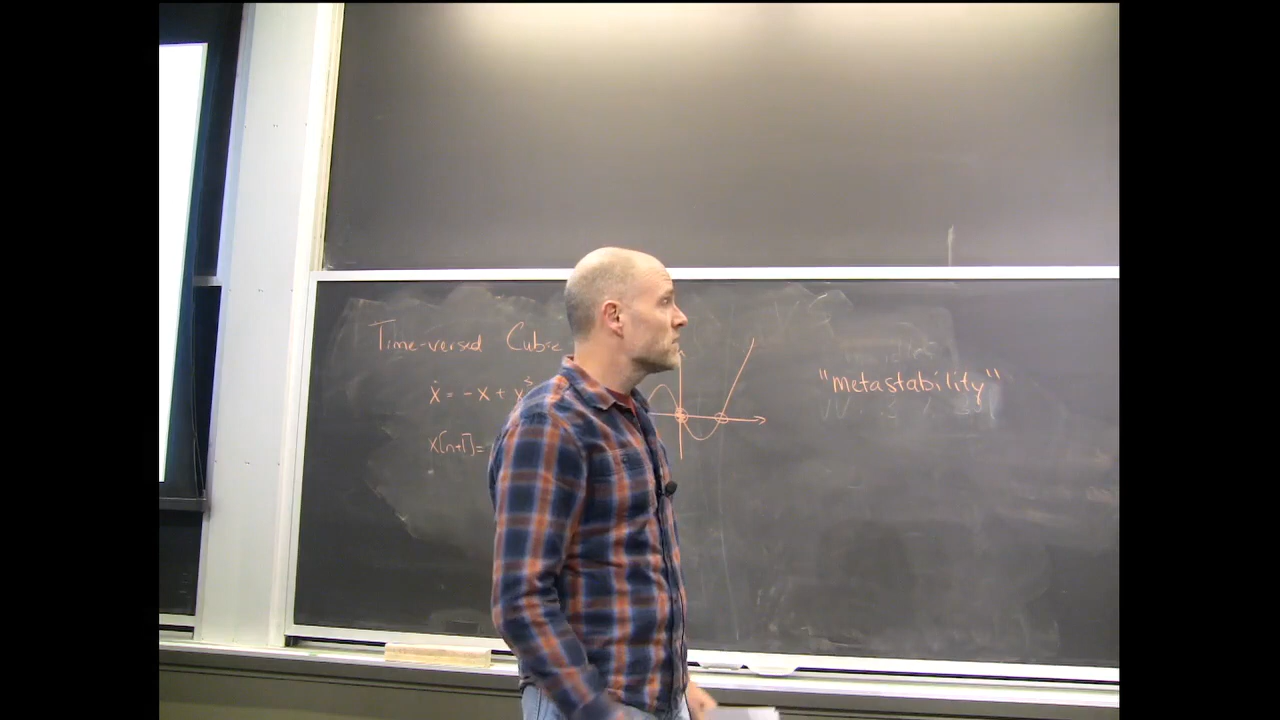 Time-versed Cubic
ẋ = -x + x³
x[n+1]=
"metastability"